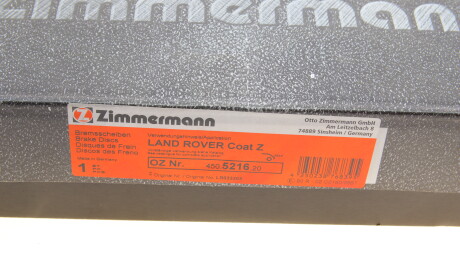 Zimmermann
Zimmermann
Otto Zimmermann GmbH
Am Leitzelbach 8
74889 Sinsheim / Germany
Bremsscheiben
Brake Discs
Disques de Frein
Discos de Freno
LAND ROVER Coat Z
1
OZ Nr. 450 5216 20